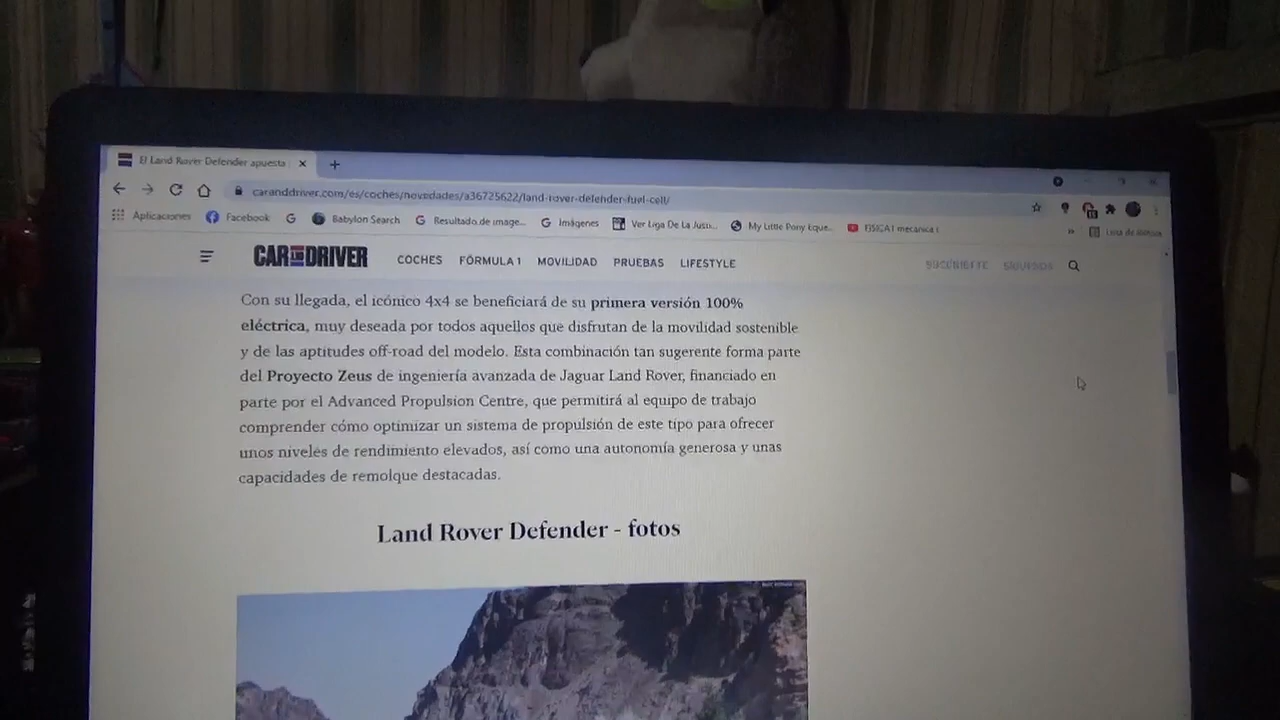 El Land Rover Defender apuesta
caranddriver.com/es/coches/novedades/a36725622/land-rover-defender-fuel-cell/
Aplicaciones Facebook Babylon Search Resultado de image... Imágenes Ver Liga De La Justi... My Little Pony Eque... FISICA1 mecanica
CAR AND DRIVER COCHES FÓRMULA 1 MOVILIDAD PRUEBAS LIFESTYLE SUSCRÍBETE SÍGUENOS
Con su llegada, el icónico 4x4 se beneficiará de su primera versión 100%
eléctrica, muy deseada por todos aquellos que disfrutan de la movilidad sostenible
y de las aptitudes off-road del modelo. Esta combinación tan sugerente forma parte
del Proyecto Zeus de ingeniería avanzada de Jaguar Land Rover, financiado en
parte por el Advanced Propulsion Centre, que permitirá al equipo de trabajo
comprender cómo optimizar un sistema de propulsión de este tipo para ofrecer
unos niveles de rendimiento elevados, así como una autonomía generosa y unas
capacidades de remolque destacadas.
Land Rover Defender - fotos